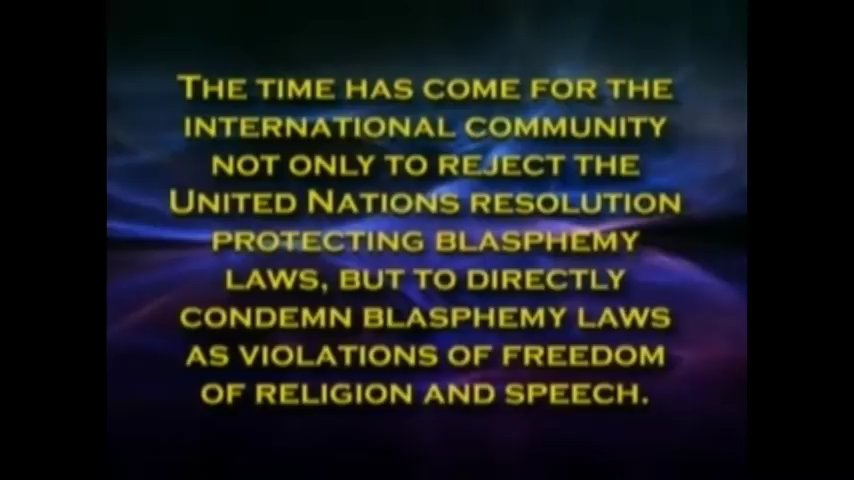 The time has come for the
international community
not only to reject the
United Nations resolution
protecting blasphemy
laws, but to directly
condemn blasphemy laws
as violations of freedom
of religion and speech.